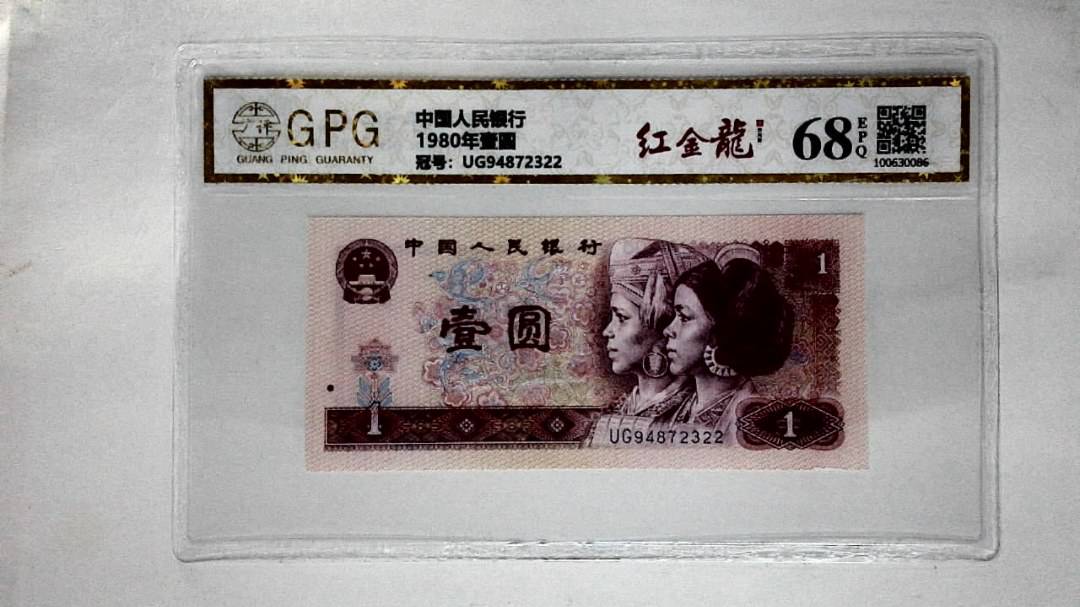 GPG
GUANG PING GUARANTY
中国人民银行
1980年壹圆
冠号: UG94872322
红金龍
68
EPQ
100630086
中国人民银行
1
壹圆
1
UG94872322
1